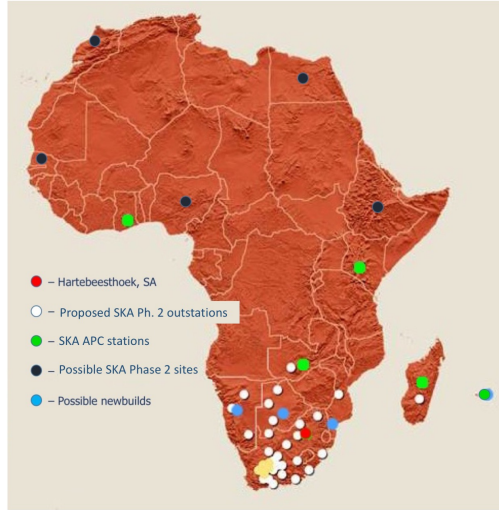 – Hartebeesthoek, SA
– Proposed SKA Ph. 2 outstations
– SKA APC stations
– Possible SKA Phase 2 sites
– Possible newbuilds